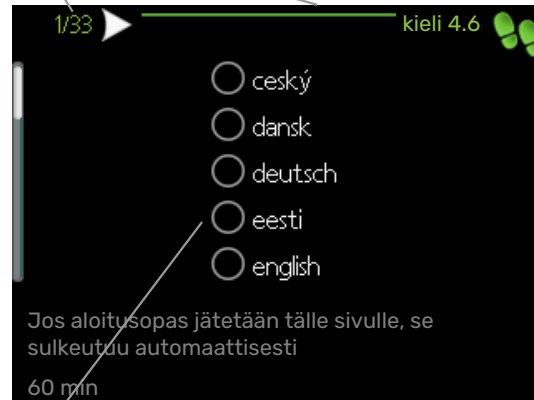 1/33
kieli 4.6
ceský
dansk
deutsch
eesti
english
Jos aloitusopas jätetään tälle sivulle, se
sulkeutuu automaattisesti
60 min